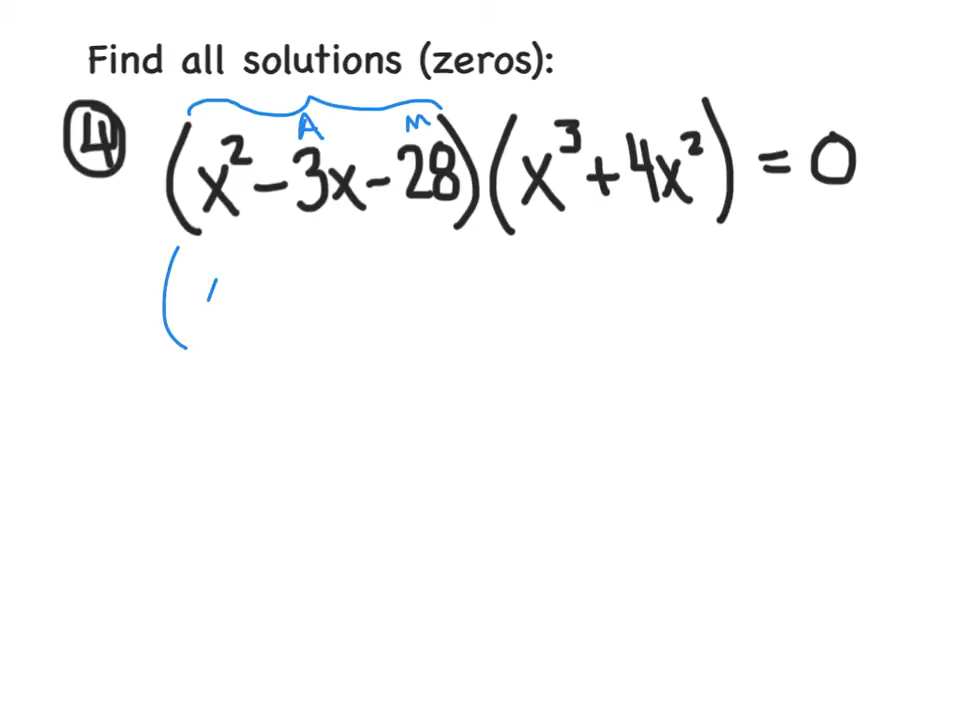 Find all solutions (zeros):
A M
④ (x² - 3x - 28)(x³ + 4x²) = 0
(